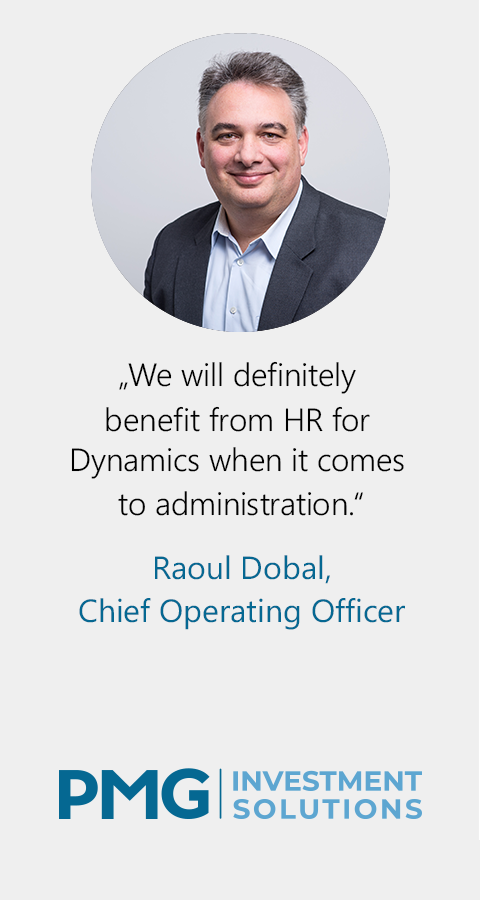 „We will definitely
benefit from HR for
Dynamics when it comes
to administration.“
Raoul Dobal,
Chief Operating Officer
PMG INVESTMENT
SOLUTIONS